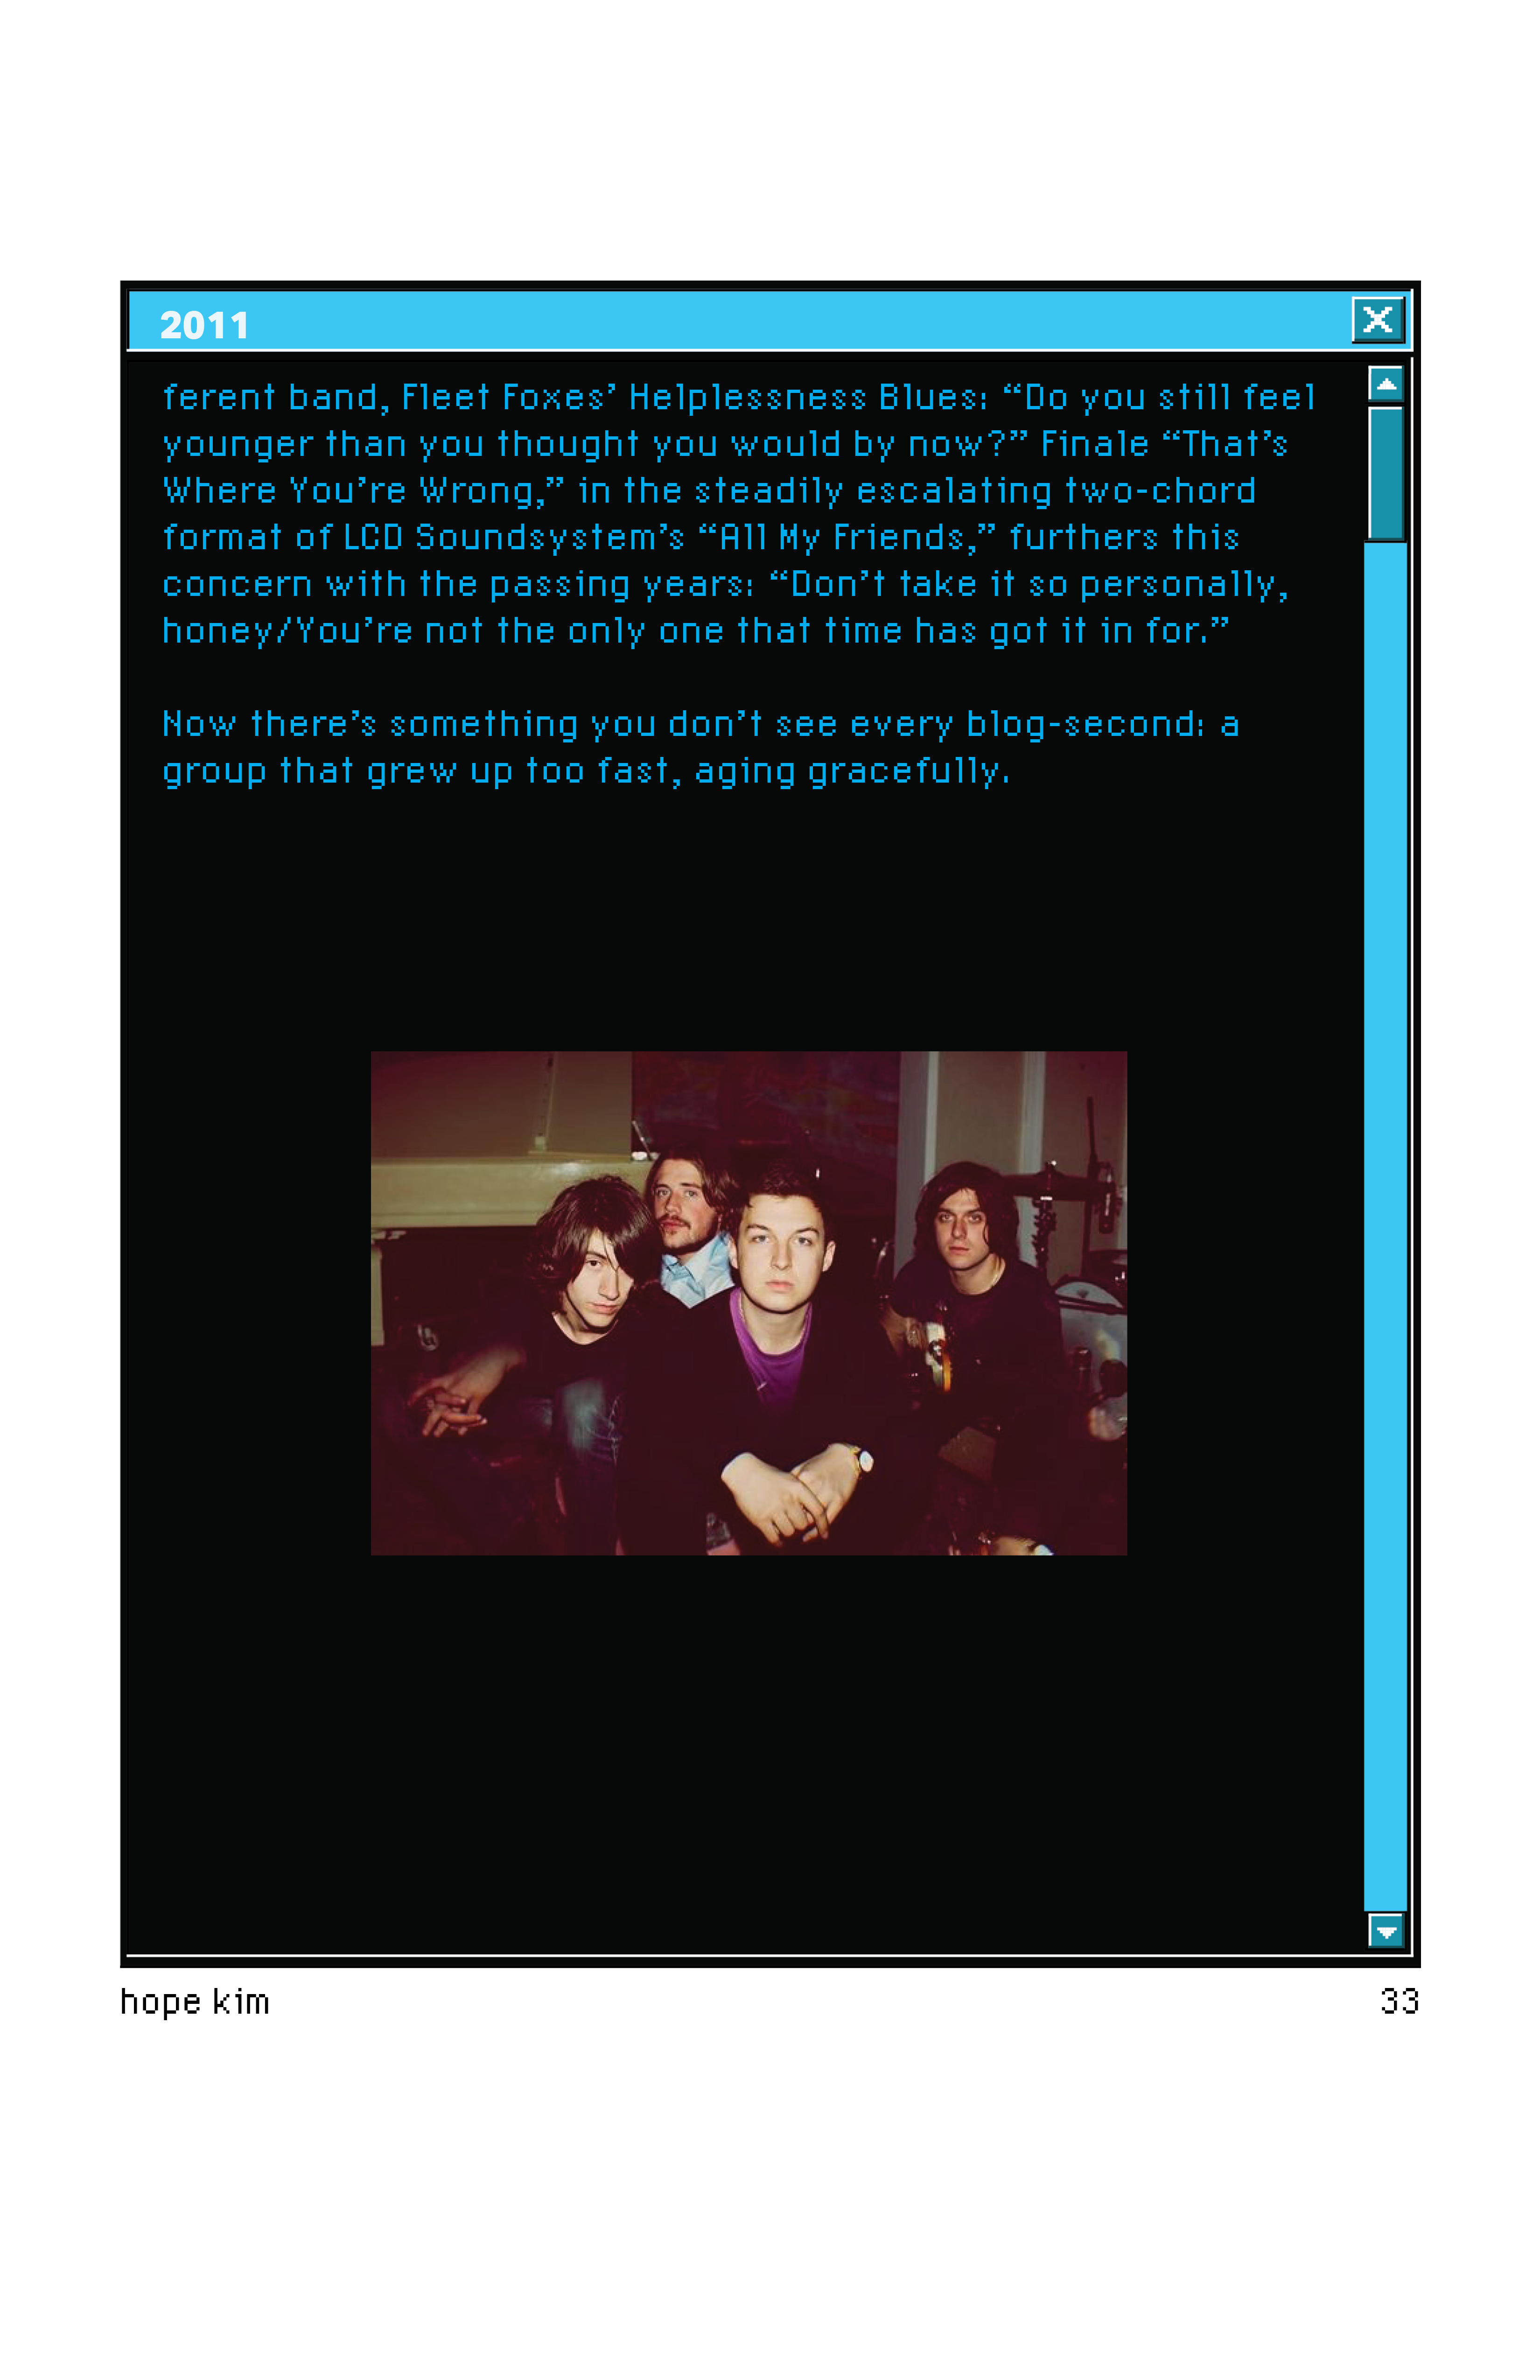 2011
ferent band, Fleet Foxes’ Helplessness Blues: “Do you still feel
younger than you thought you would by now?” Finale “That’s
Where You’re Wrong,” in the steadily escalating two-chord
format of LCD Soundsystem’s “All My Friends,” furthers this
concern with the passing years: “Don’t take it so personally,
honey/You’re not the only one that time has got it in for.”
Now there’s something you don’t see every blog-second: a
group that grew up too fast, aging gracefully.
hope kim
33